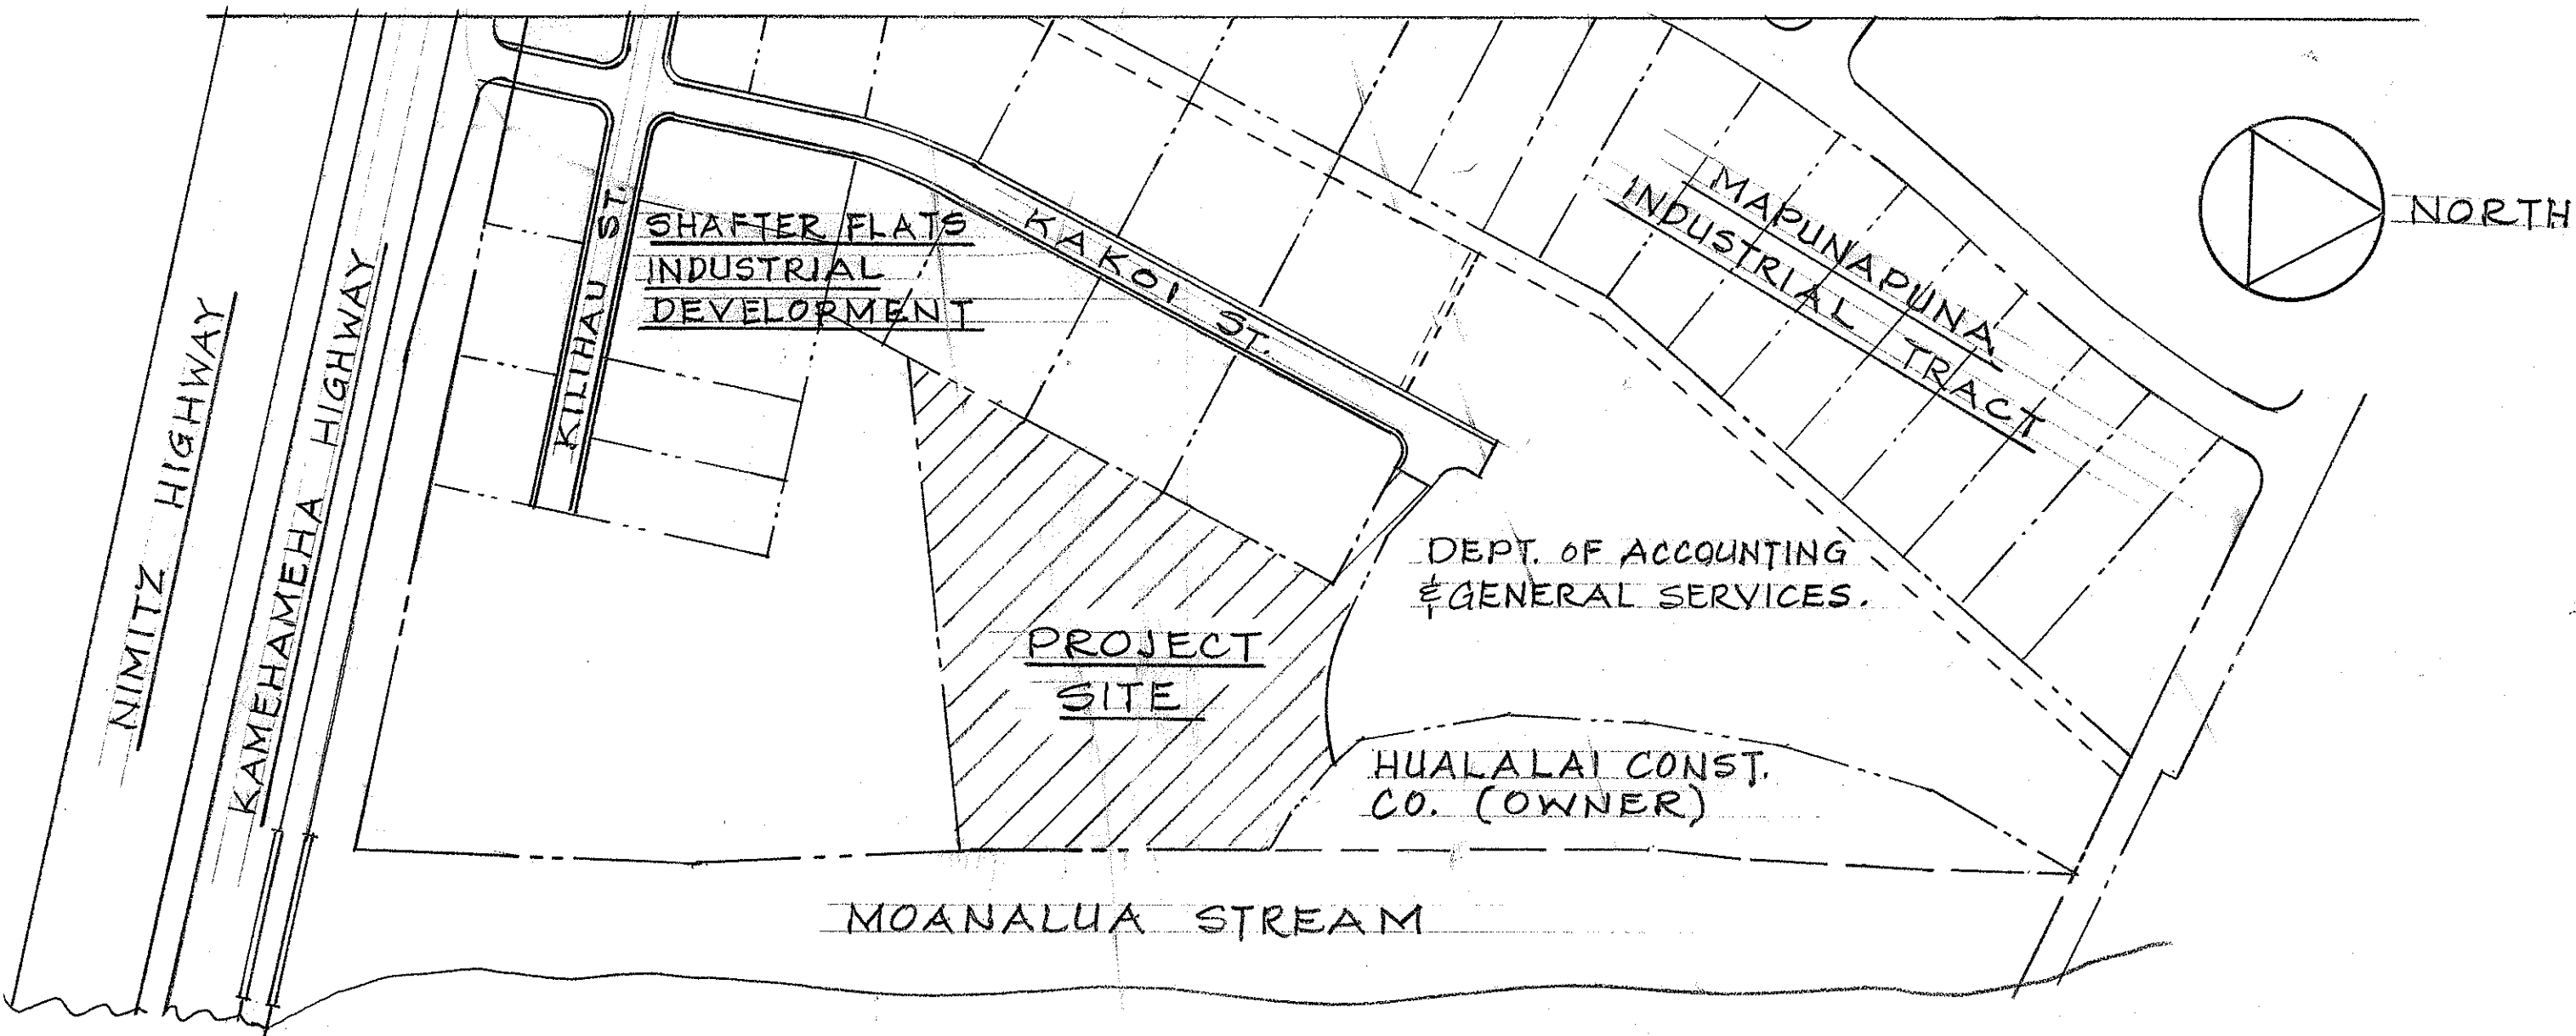 NORTH
MAPUNAPUNA
INDUSTRIAL TRACT
SHAFTER FLATS
INDUSTRIAL
DEVELOPMENT
KAKOI ST.
KILIHAU ST.
NIMITZ HIGHWAY
KAMEHAMEHA HIGHWAY
DEPT. OF ACCOUNTING
& GENERAL SERVICES.
PROJECT
SITE
HUALALAI CONST.
CO. (OWNER)
MOANALUA STREAM